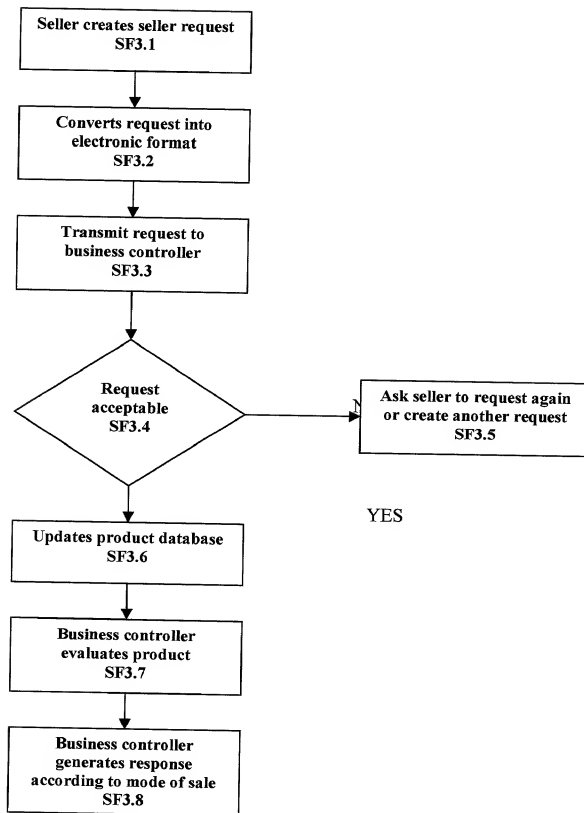 Seller creates seller request
SF3.1
Converts request into
electronic format
SF3.2
Transmit request to
business controller
SF3.3
Request
acceptable
SF3.4
Ask seller to request again
or create another request
SF3.5
YES
Updates product database
SF3.6
Business controller
evaluates product
SF3.7
Business controller
generates response
according to mode of sale
SF3.8